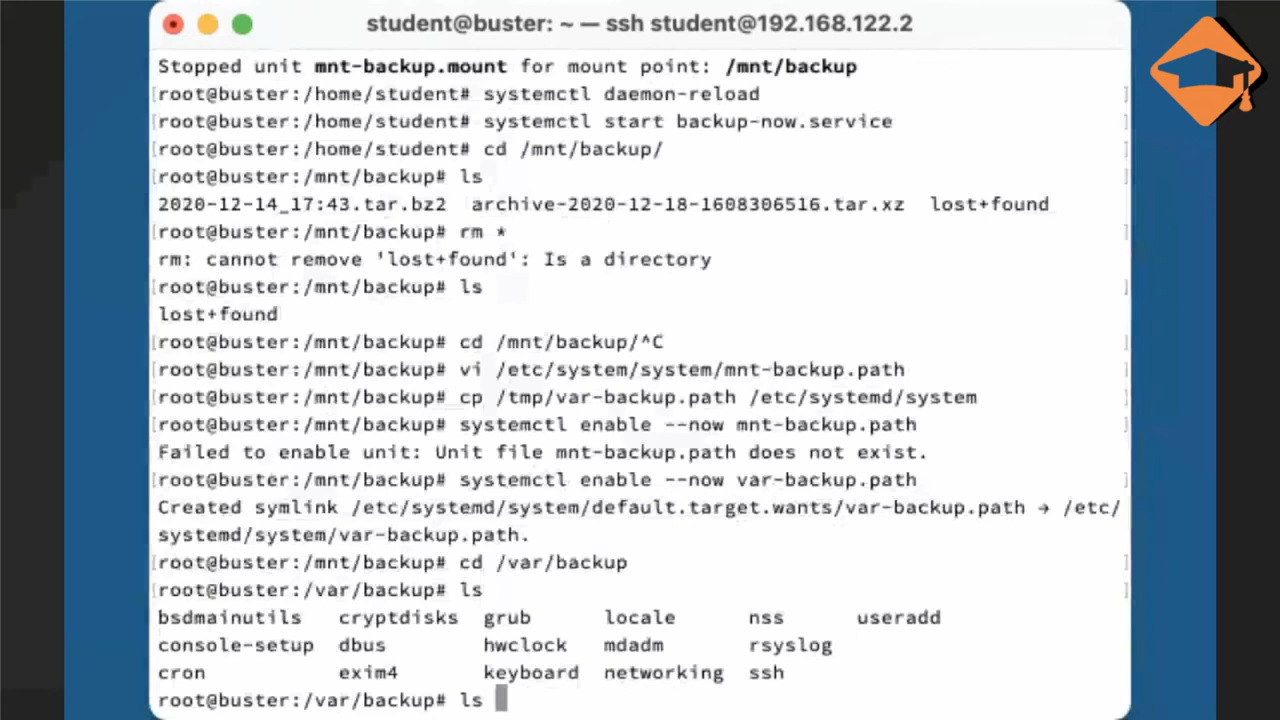 student@buster: ~ — ssh student@192.168.122.2
Stopped unit mnt-backup.mount for mount point: /mnt/backup
[root@buster:/home/student# systemctl daemon-reload ]
[root@buster:/home/student# systemctl start backup-now.service ]
[root@buster:/home/student# cd /mnt/backup/ ]
[root@buster:/mnt/backup# ls ]
2020-12-14_17:43.tar.bz2 archive-2020-12-18-1608306516.tar.xz lost+found
[root@buster:/mnt/backup# rm * ]
rm: cannot remove 'lost+found': Is a directory
[root@buster:/mnt/backup# ls ]
lost+found
[root@buster:/mnt/backup# cd /mnt/backup/^C ]
[root@buster:/mnt/backup# vi /etc/system/system/mnt-backup.path ]
[root@buster:/mnt/backup# cp /tmp/var-backup.path /etc/systemd/system ]
[root@buster:/mnt/backup# systemctl enable --now mnt-backup.path ]
Failed to enable unit: Unit file mnt-backup.path does not exist.
[root@buster:/mnt/backup# systemctl enable --now var-backup.path ]
Created symlink /etc/systemd/system/default.target.wants/var-backup.path → /etc/
systemd/system/var-backup.path.
[root@buster:/mnt/backup# cd /var/backup ]
[root@buster:/var/backup# ls ]
bsdmainutils cryptdisks grub locale nss useradd
console-setup dbus hwclock mdadm rsyslog
cron exim4 keyboard networking ssh
root@buster:/var/backup# ls